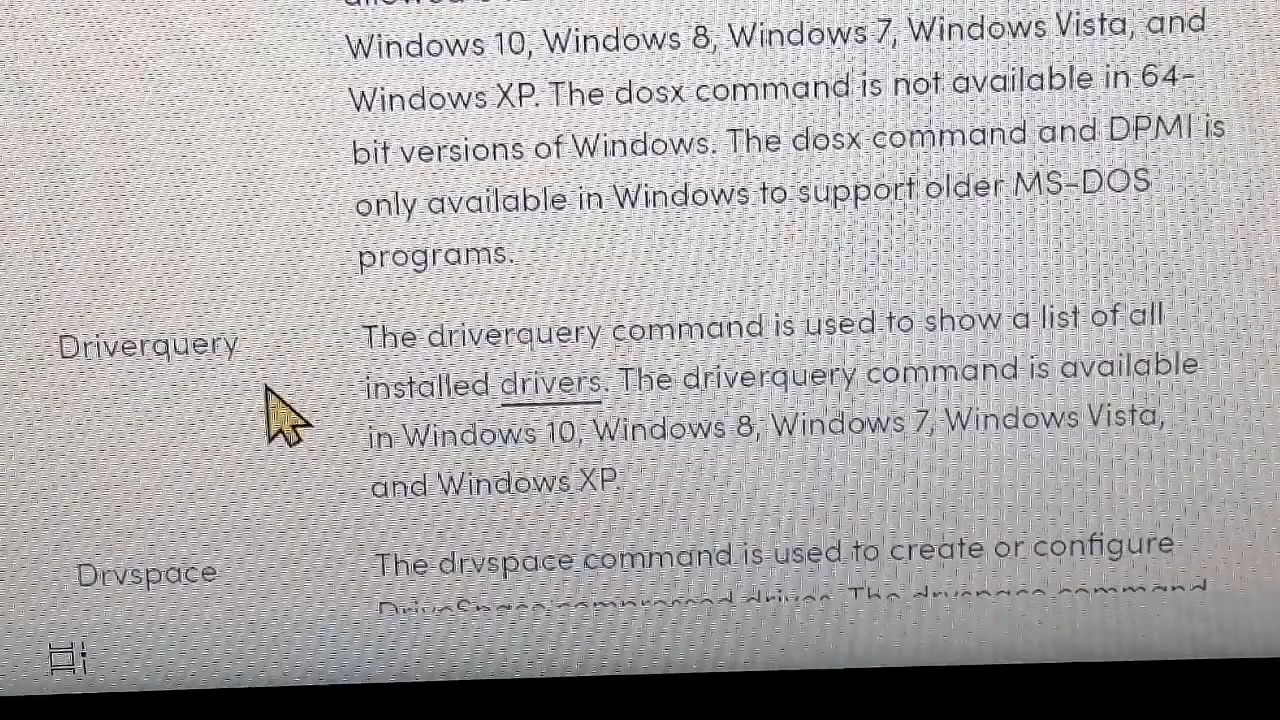 Windows 10, Windows 8, Windows 7, Windows Vista, and
Windows XP. The dosx command is not available in 64-
bit versions of Windows. The dosx command and DPMI is
only available in Windows to support older MS-DOS
programs.
Driverquery
The driverquery command is used to show a list of all
installed drivers. The driverquery command is available
in Windows 10, Windows 8, Windows 7, Windows Vista,
and Windows XP.
Drvspace
The drvspace command is used to create or configure